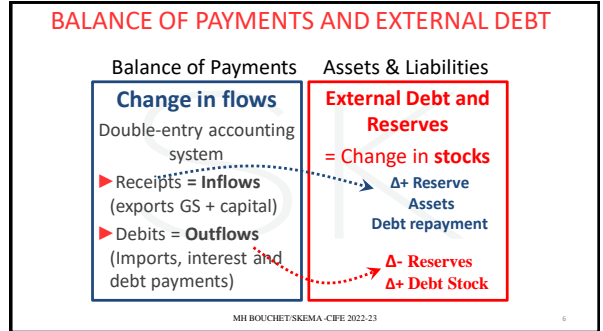 BALANCE OF PAYMENTS AND EXTERNAL DEBT
Balance of Payments
Change in flows
Double-entry accounting
system
►Receipts = Inflows
(exports GS + capital)
►Debits = Outflows
(Imports, interest and
debt payments)
Assets & Liabilities
External Debt and
Reserves
= Change in stocks
Δ+ Reserve
Assets
Debt repayment
Δ- Reserves
Δ+ Debt Stock
SK
MH BOUCHET/SKEMA -CIFE 2022-23
6